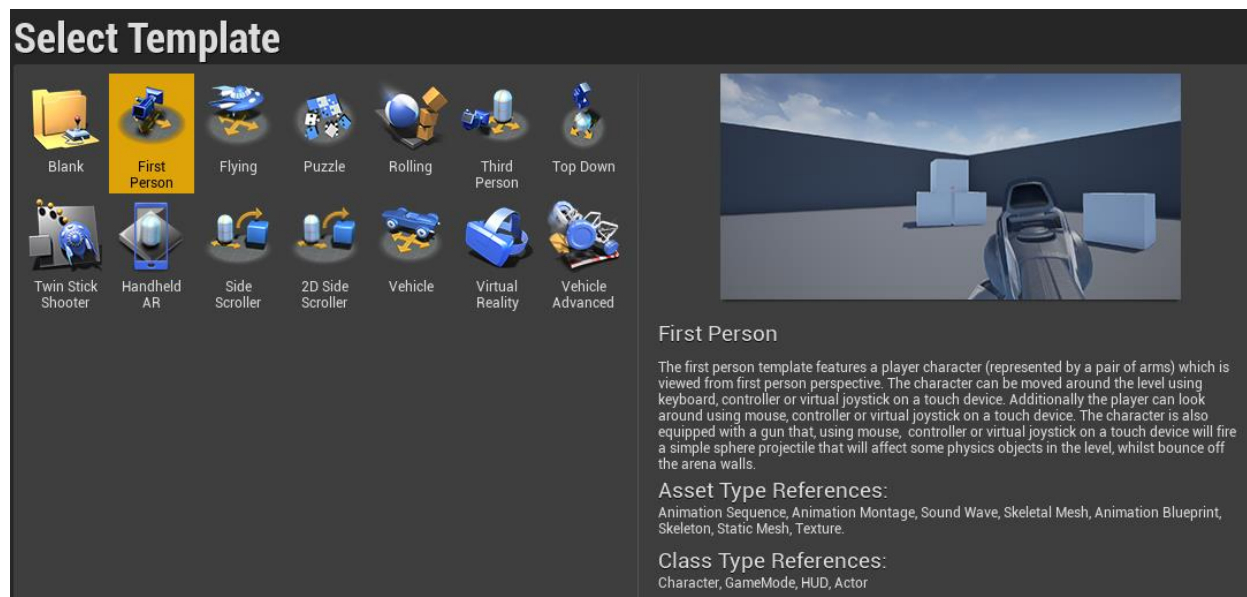 Select Template
Blank
First
Person
Flying
Puzzle
Rolling
Third
Person
Top Down
Twin Stick
Shooter
Handheld
AR
Side
Scroller
2D Side
Scroller
Vehicle
Virtual
Reality
Vehicle
Advanced
First Person
The first person template features a player character (represented by a pair of arms) which is
viewed from first person perspective. The character can be moved around the level using
keyboard, controller or virtual joystick on a touch device. Additionally the player can look
around using mouse, controller or virtual joystick on a touch device. The character is also
equipped with a gun that, using mouse, controller or virtual joystick on a touch device will fire
a simple sphere projectile that will affect some physics objects in the level, whilst bounce off
the arena walls.
Asset Type References:
Animation Sequence, Animation Montage, Sound Wave, Skeletal Mesh, Animation Blueprint,
Skeleton, Static Mesh, Texture.
Class Type References:
Character, GameMode, HUD, Actor